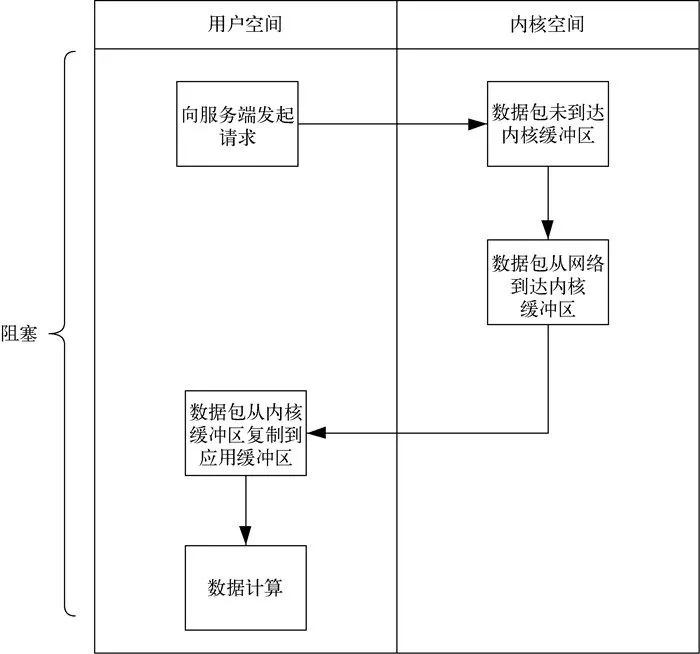 用户空间
内核空间
向服务端发起
请求
数据包未到达
内核缓冲区
数据包从网络
到达内核
缓冲区
阻塞
数据包从内核
缓冲区复制到
应用缓冲区
数据计算